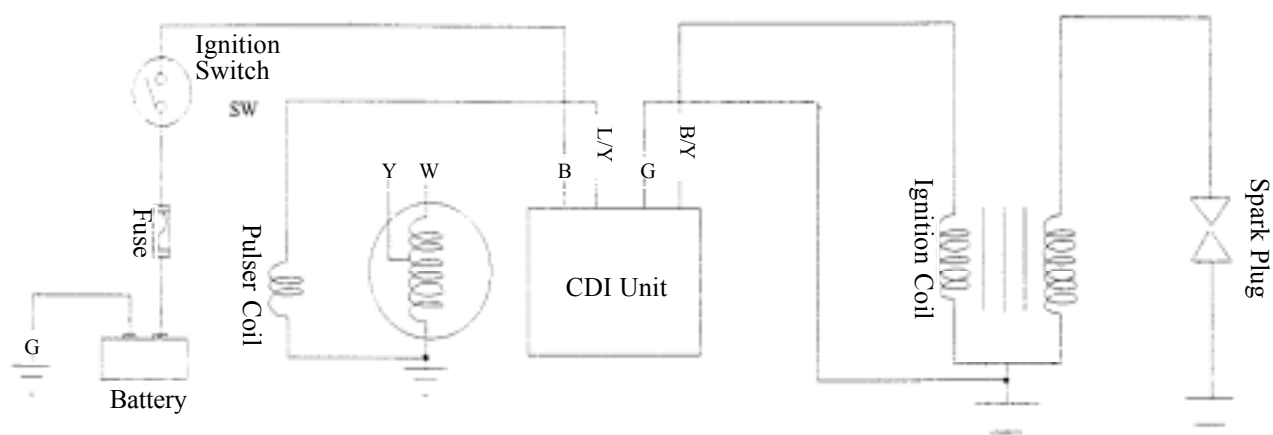 Ignition
Switch
SW
Fuse
G
Battery
Pulser Coil
Y
W
B
L/Y
G
B/Y
CDI Unit
Ignition Coil
Spark Plug